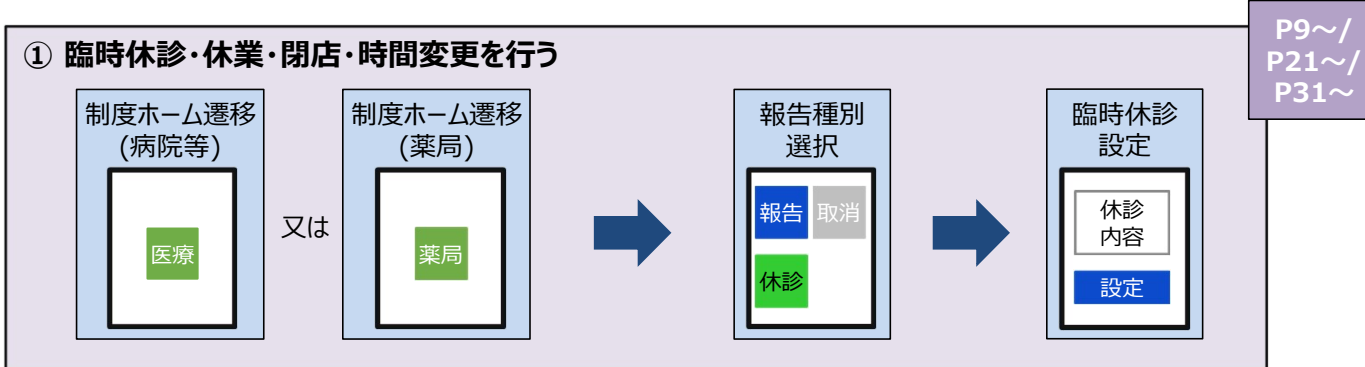 P9～/
P21～/
P31～
① 臨時休診・休業・閉店・時間変更を行う
制度ホーム遷移
(病院等)
医療
又は
制度ホーム遷移
(薬局)
薬局
報告種別
選択
報告
取消
休診
臨時休診
設定
休診
内容
設定